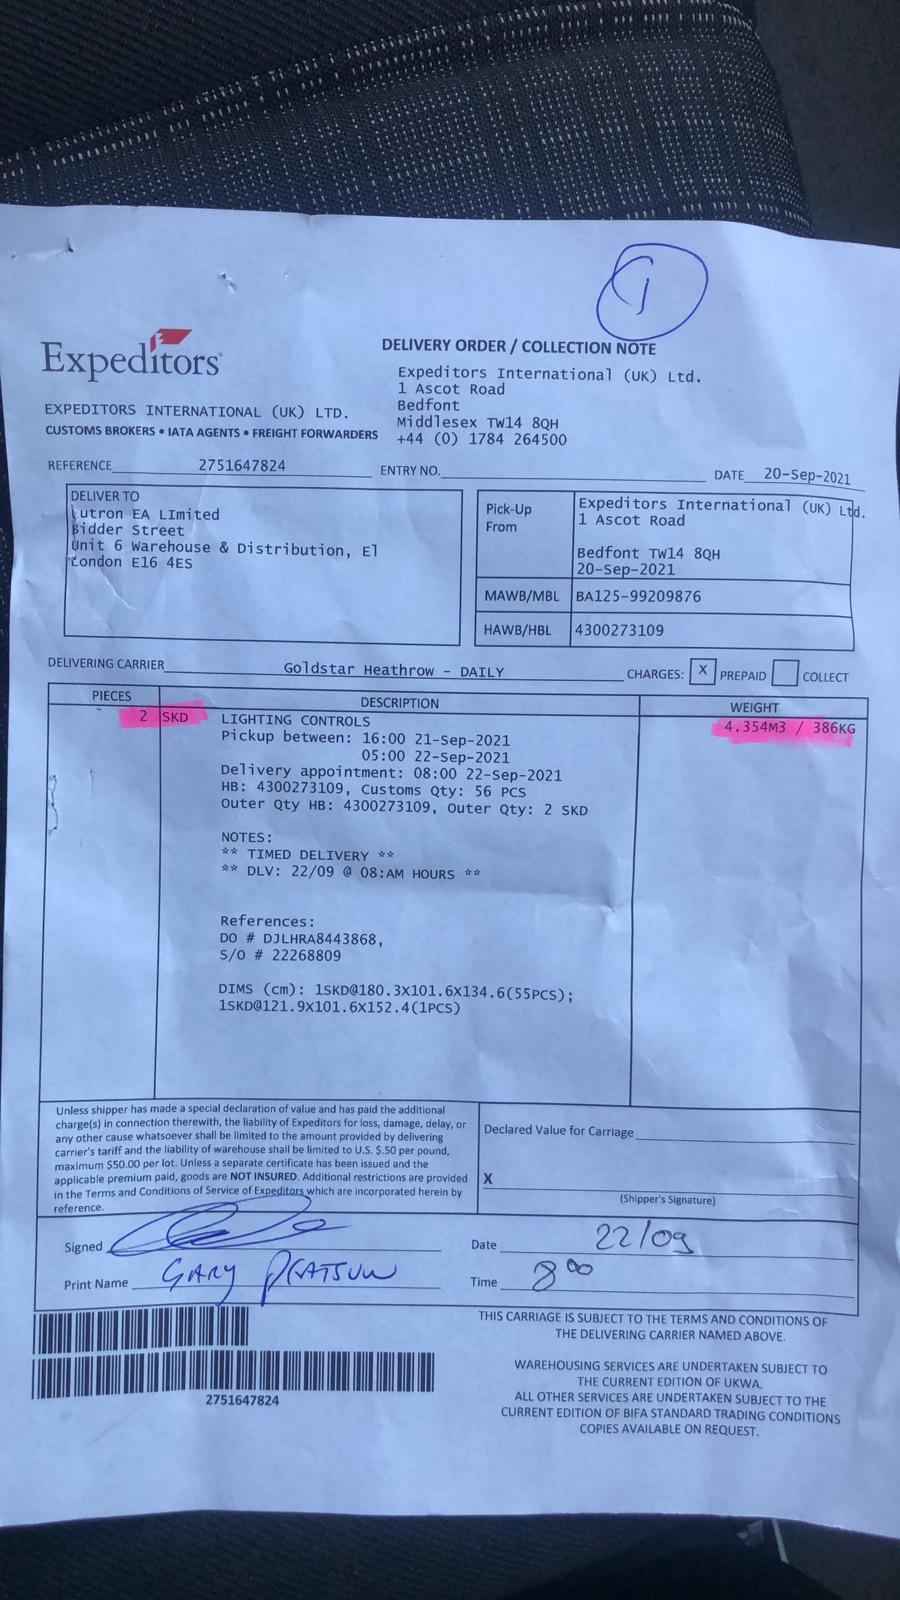 1
Expeditors
EXPEDITORS INTERNATIONAL (UK) LTD.
CUSTOMS BROKERS • IATA AGENTS • FREIGHT FORWARDERS
DELIVERY ORDER / COLLECTION NOTE
Expeditors International (UK) Ltd.
1 Ascot Road
Bedfont
Middlesex TW14 8QH
+44 (0) 1784 264500
REFERENCE 2751647824
ENTRY NO.
DATE 20-Sep-2021
DELIVER TO
Lutron EA LImited
Bidder Street
Unit 6 Warehouse & Distribution, E1
London E16 4ES
Pick-Up From
Expeditors International (UK) Ltd.
1 Ascot Road
Bedfont TW14 8QH
20-Sep-2021
MAWB/MBL BA125-99209876
HAWB/HBL 4300273109
DELIVERING CARRIER Goldstar Heathrow - DAILY
CHARGES: X PREPAID COLLECT
PIECES DESCRIPTION WEIGHT
2 SKD LIGHTING CONTROLS 4.354M3 / 386KG
Pickup between: 16:00 21-Sep-2021
05:00 22-Sep-2021
Delivery appointment: 08:00 22-Sep-2021
HB: 4300273109, Customs Qty: 56 PCS
Outer Qty HB: 4300273109, Outer Qty: 2 SKD
NOTES:
** TIMED DELIVERY **
** DLV: 22/09 @ 08:AM HOURS **
References:
DO # DJLHRA8443868,
S/O # 22268809
DIMS (cm): 1SKD@180.3X101.6X134.6(55PCS);
1SKD@121.9X101.6X152.4(1PCS)
Unless shipper has made a special declaration of value and has paid the additional
charge(s) in connection therewith, the liability of Expeditors for loss, damage, delay, or
any other cause whatsoever shall be limited to the amount provided by delivering
carrier's tariff and the liability of warehouse shall be limited to U.S. $.50 per pound,
maximum $50.00 per lot. Unless a separate certificate has been issued and the
applicable premium paid, goods are NOT INSURED. Additional restrictions are provided
in the Terms and Conditions of Service of Expeditors which are incorporated herein by
reference.
Declared Value for Carriage
X
(Shipper's Signature)
Signed
Date 22/09
Print Name GARY
Time 8 00
2751647824
THIS CARRIAGE IS SUBJECT TO THE TERMS AND CONDITIONS OF
THE DELIVERING CARRIER NAMED ABOVE.
WAREHOUSING SERVICES ARE UNDERTAKEN SUBJECT TO
THE CURRENT EDITION OF UKWA.
ALL OTHER SERVICES ARE UNDERTAKEN SUBJECT TO THE
CURRENT EDITION OF BIFA STANDARD TRADING CONDITIONS
COPIES AVAILABLE ON REQUEST.